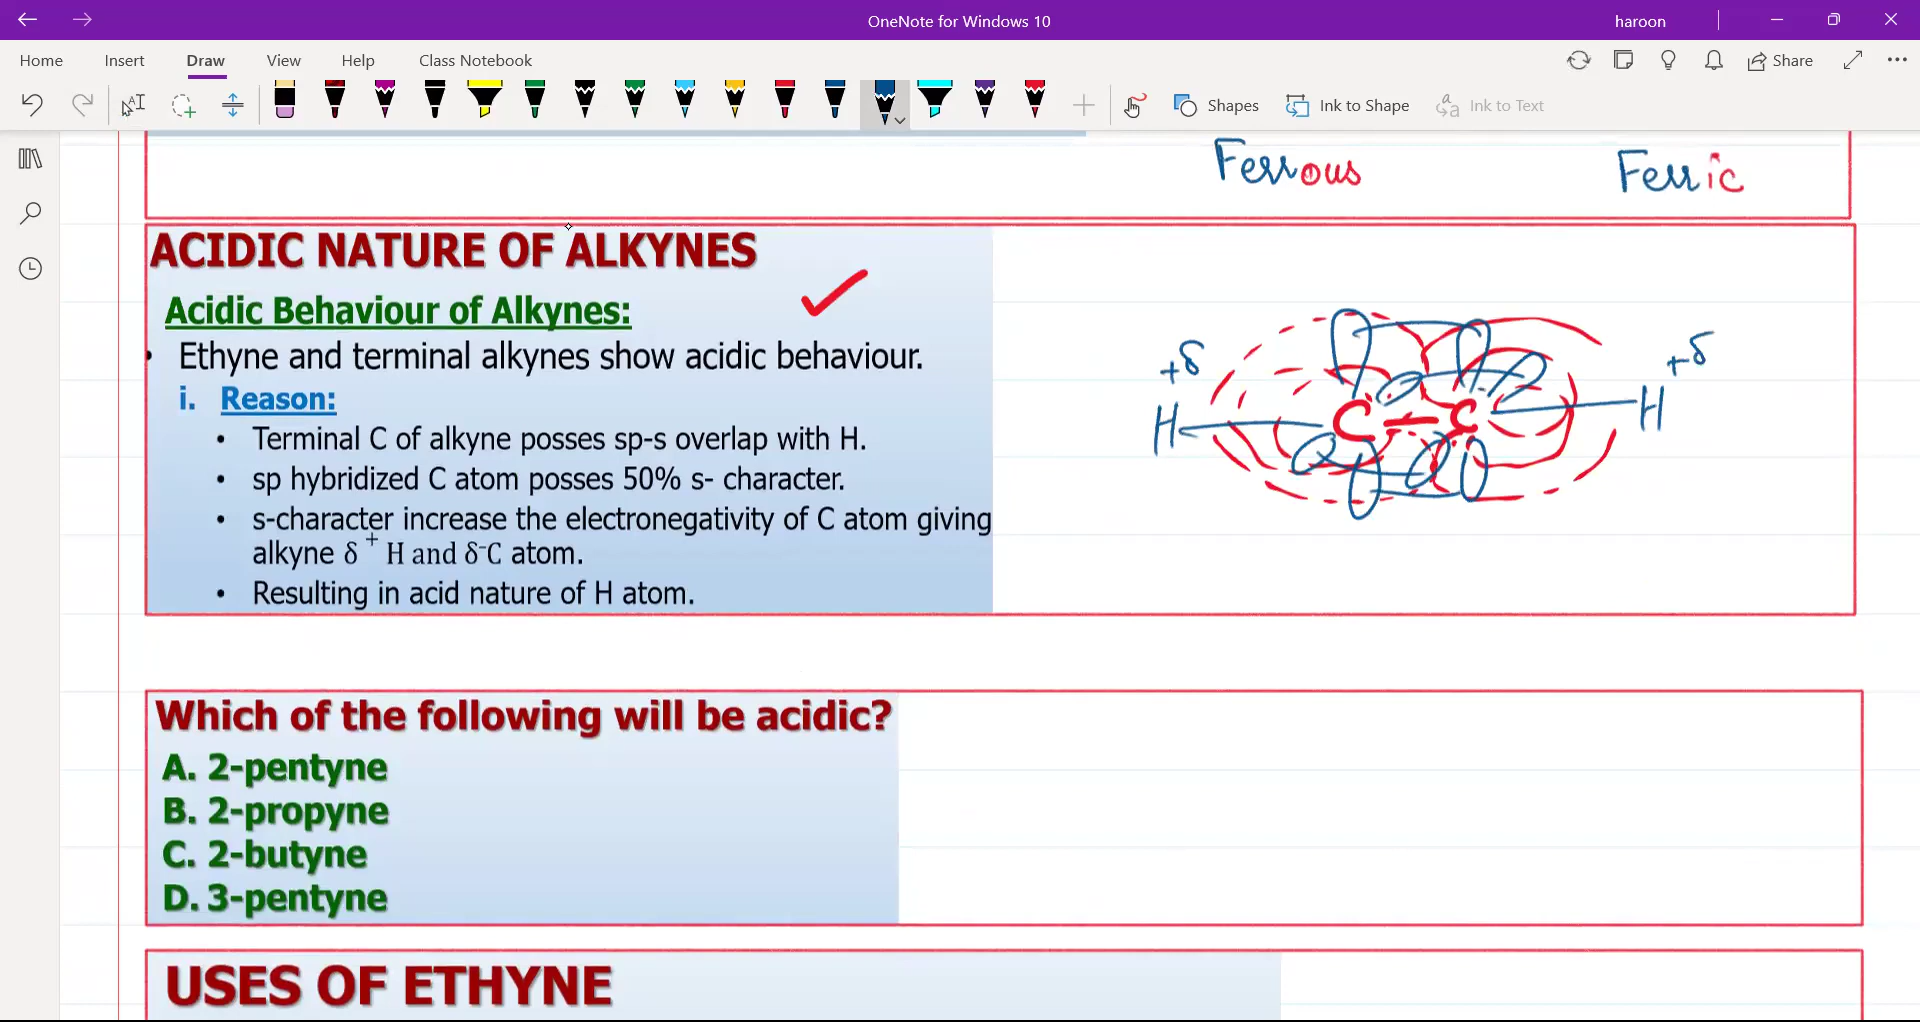 OneNote for Windows 10
haroon
Home Insert Draw View Help Class Notebook
Share
Shapes Ink to Shape Ink to Text
Ferrous Ferric
ACIDIC NATURE OF ALKYNES
Acidic Behaviour of Alkynes:
Ethyne and terminal alkynes show acidic behaviour.
i. Reason:
• Terminal C of alkyne posses sp-s overlap with H.
• sp hybridized C atom posses 50% s- character.
• s-character increase the electronegativity of C atom giving
alkyne δ⁺ H and δ⁻C atom.
• Resulting in acid nature of H atom.
+δ +δ
H C C H
Which of the following will be acidic?
A. 2-pentyne
B. 2-propyne
C. 2-butyne
D. 3-pentyne
USES OF ETHYNE